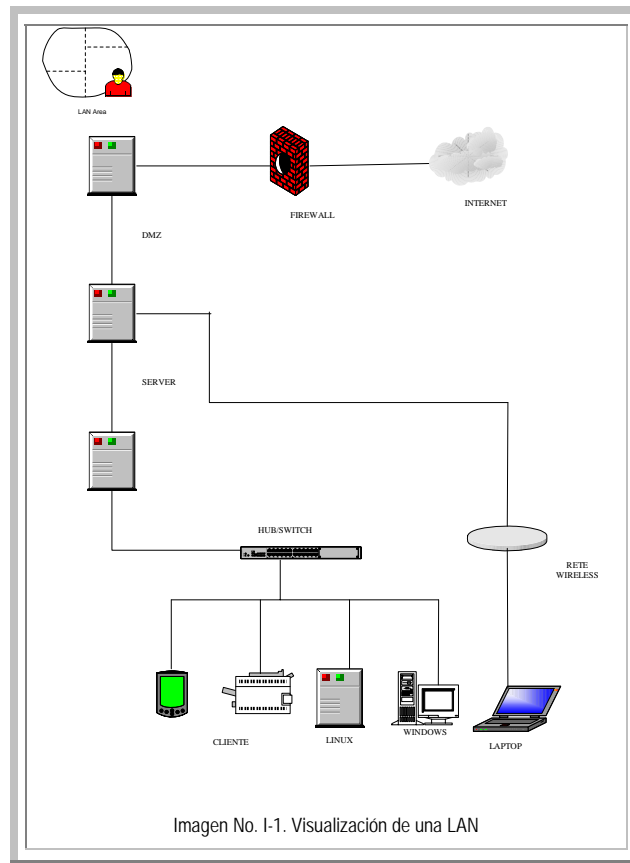 LAN Area
FIREWALL
INTERNET
DMZ
SERVER
HUB/SWITCH
RETE
WIRELESS
CLIENTE
LINUX
WINDOWS
LAPTOP
Imagen No. I-1. Visualización de una LAN